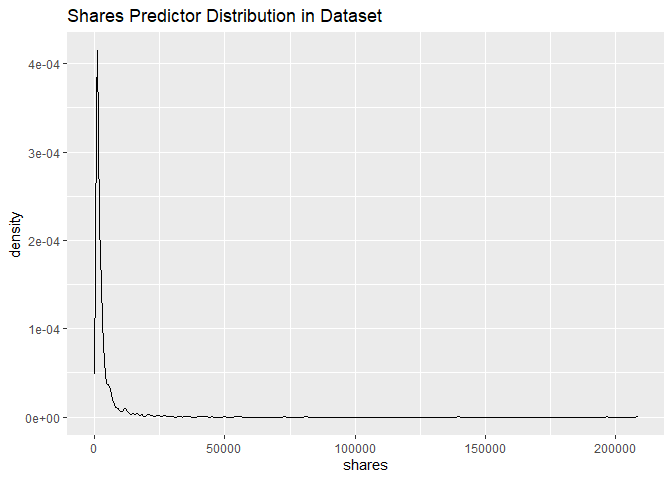 Shares Predictor Distribution in Dataset
4e-04
3e-04
2e-04
1e-04
0e+00
density
0
50000
100000
150000
200000
shares